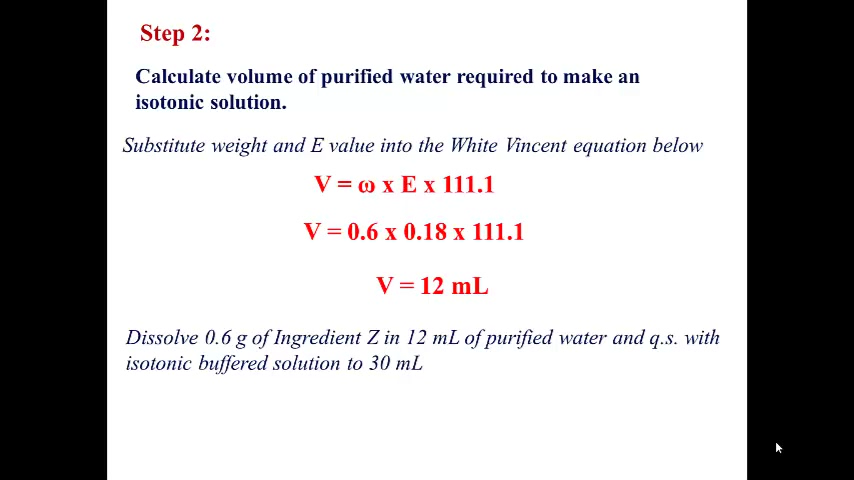 Step 2:
Calculate volume of purified water required to make an
isotonic solution.
Substitute weight and E value into the White Vincent equation below
V = ω x E x 111.1
V = 0.6 x 0.18 x 111.1
V = 12 mL
Dissolve 0.6 g of Ingredient Z in 12 mL of purified water and q.s. with
isotonic buffered solution to 30 mL